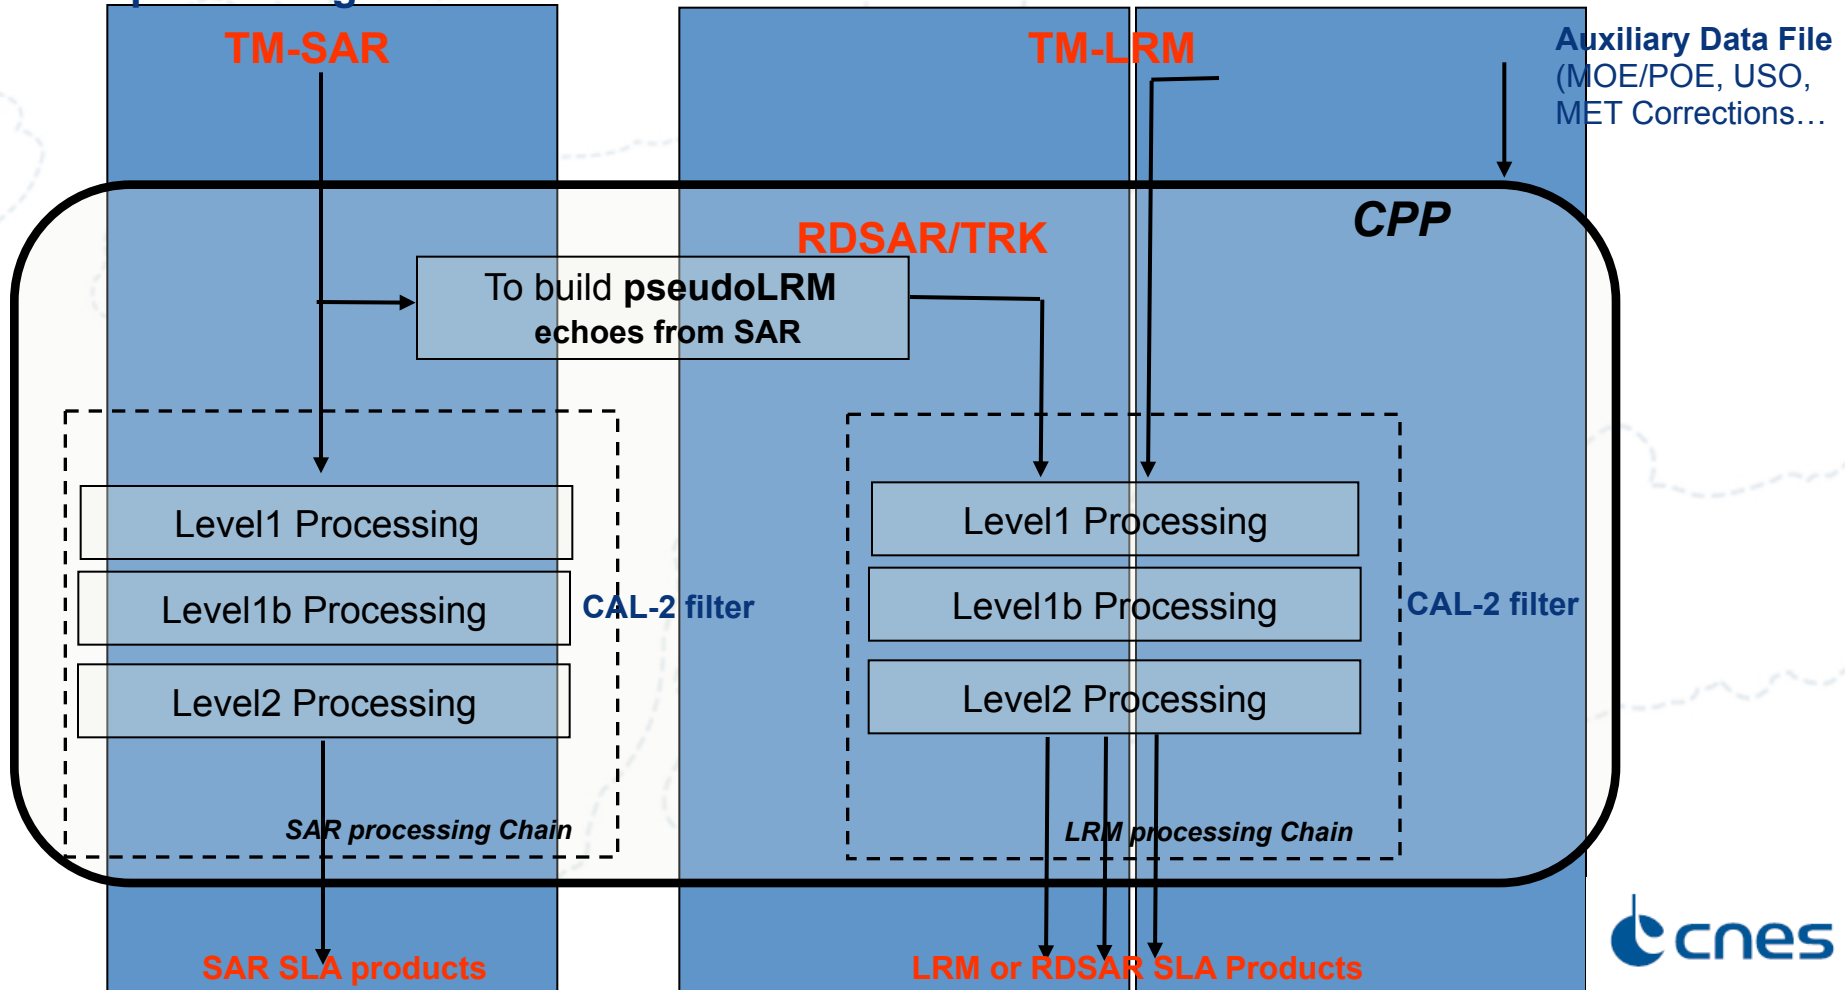 TM-SAR
TM-LRM
Auxiliary Data File
(MOE/POE, USO,
MET Corrections…
CPP
RDSAR/TRK
To build pseudoLRM
echoes from SAR
Level1 Processing
Level1b Processing
Level2 Processing
CAL-2 filter
SAR processing Chain
Level1 Processing
Level1b Processing
Level2 Processing
CAL-2 filter
LRM processing Chain
SAR SLA products
LRM or RDSAR SLA Products
cnes